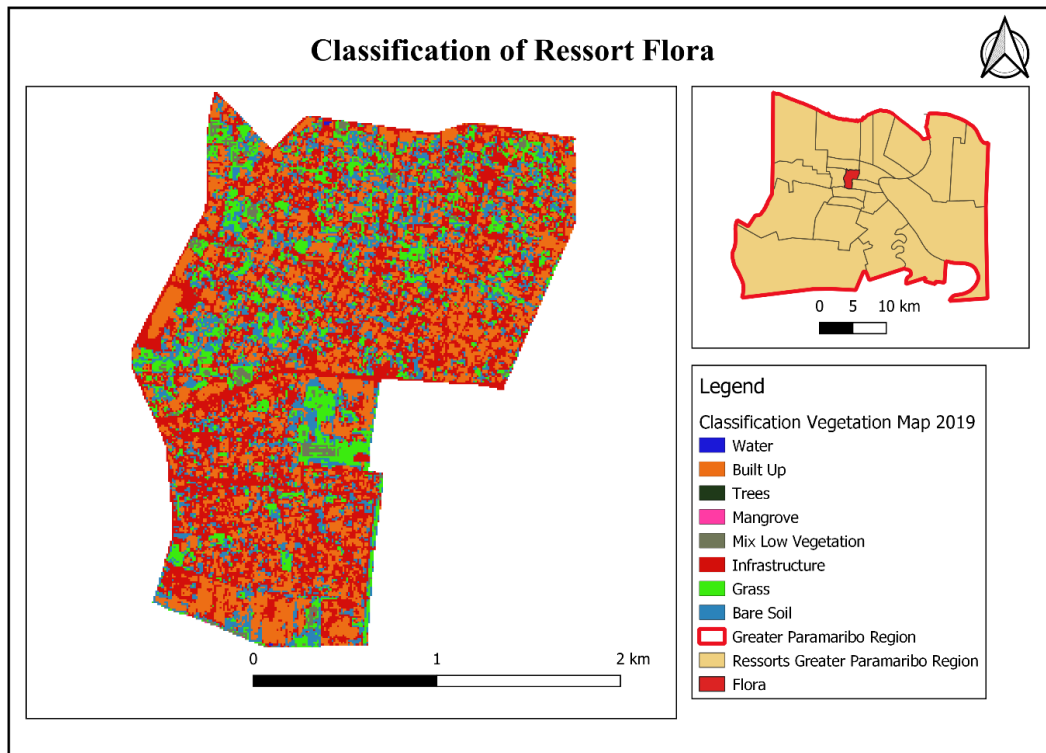 Classification of Ressort Flora
0 5 10 km
Legend
Classification Vegetation Map 2019
Water
Built Up
Trees
Mangrove
Mix Low Vegetation
Infrastructure
Grass
Bare Soil
Greater Paramaribo Region
Ressorts Greater Paramaribo Region
Flora
0 1 2 km